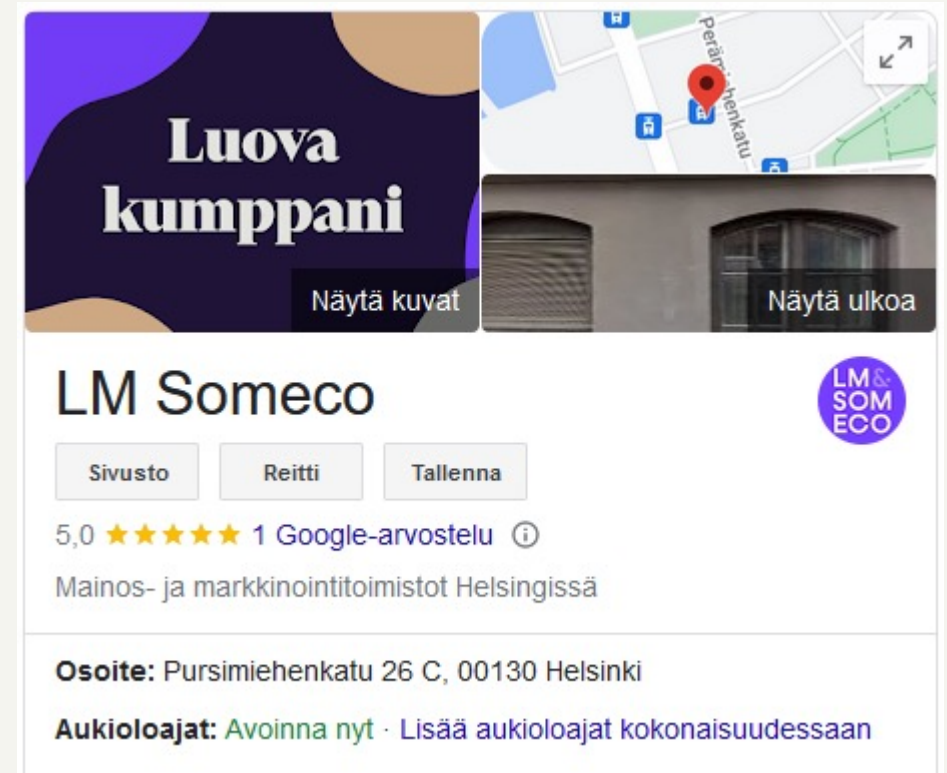 Luova
kumppani
Näytä kuvat
Perämiehenkatu
Näytä ulkoa
LM Someco
LM&
SOM
ECO
Sivusto
Reitti
Tallenna
5,0 ★★★★★ 1 Google-arvostelu
Mainos- ja markkinointitoimistot Helsingissä
Osoite: Pursimiehenkatu 26 C, 00130 Helsinki
Aukioloajat: Avoinna nyt · Lisää aukioloajat kokonaisuudessaan